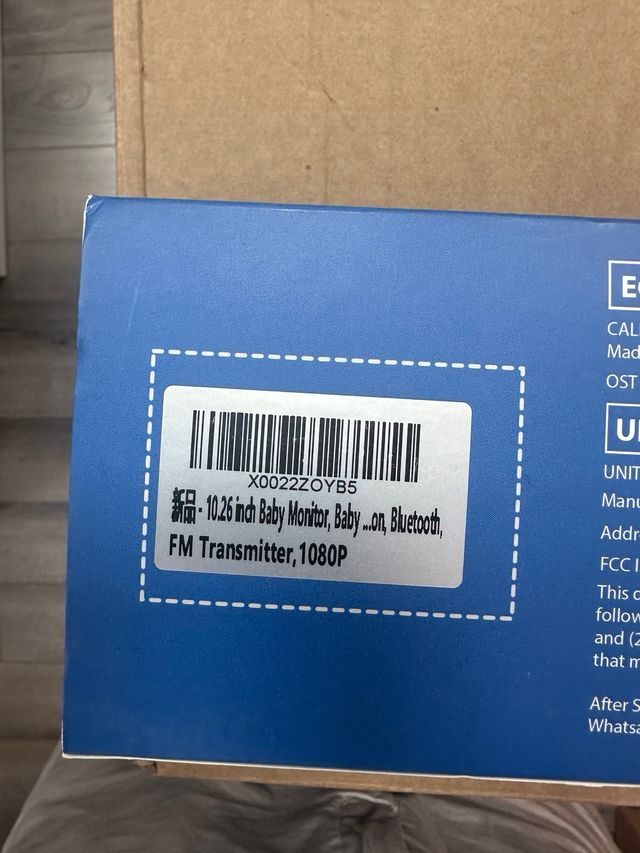 X0022ZOYB5
新品- 10.26 inch Baby Monitor, Baby ...on, Bluetooth,
FM Transmitter, 1080P
E
CAL
Mad
OST
U
UNIT
Manu
Addr
FCC I
This d
follow
and (2
that m
After S
Whatsa